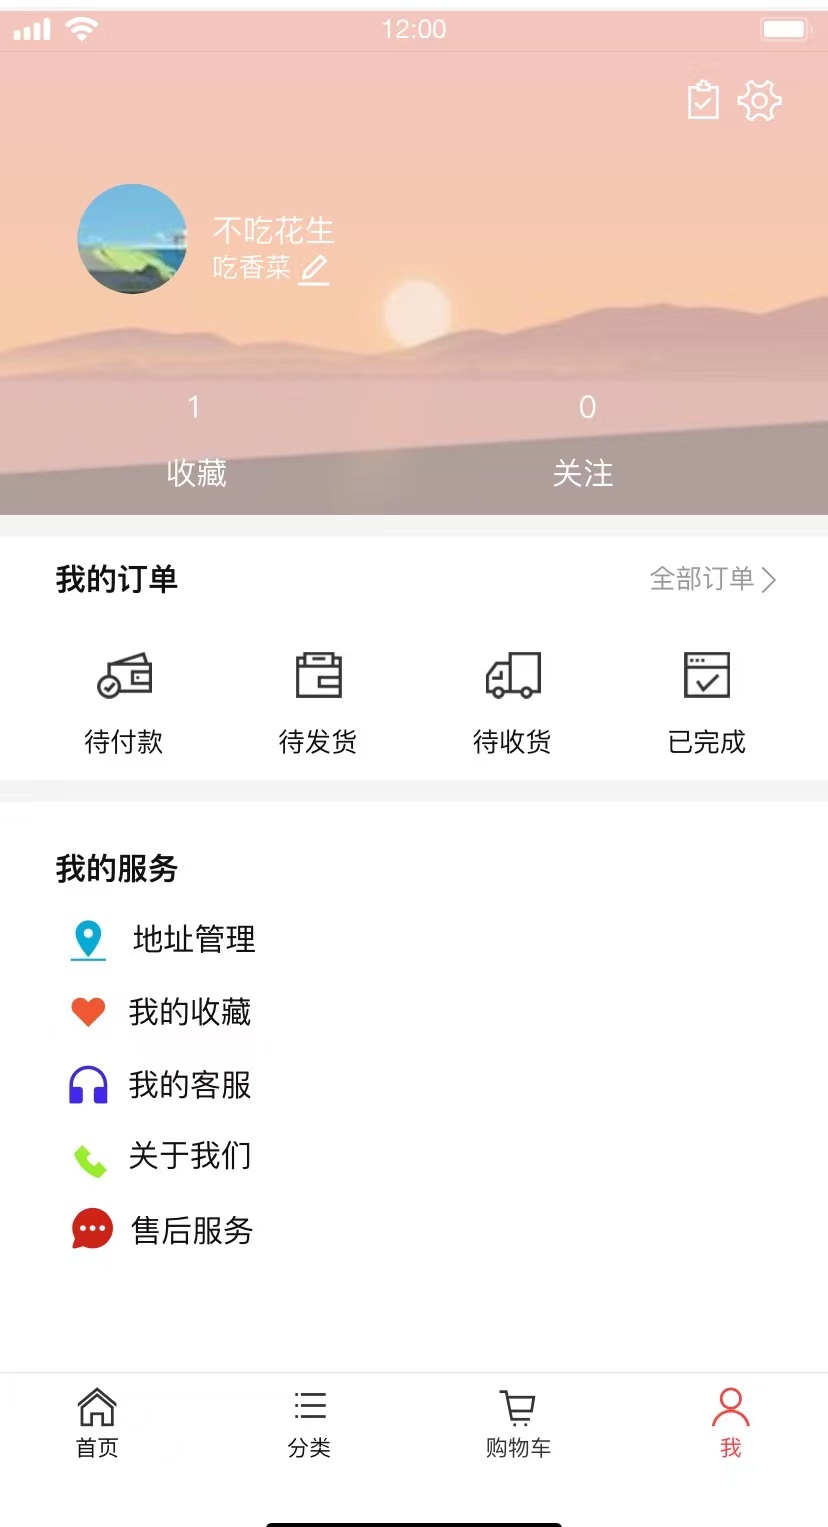 12:00
不吃花生
吃香菜
1
0
收藏
关注
我的订单
全部订单
待付款
待发货
待收货
已完成
我的服务
地址管理
我的收藏
我的客服
关于我们
售后服务
首页
分类
购物车
我